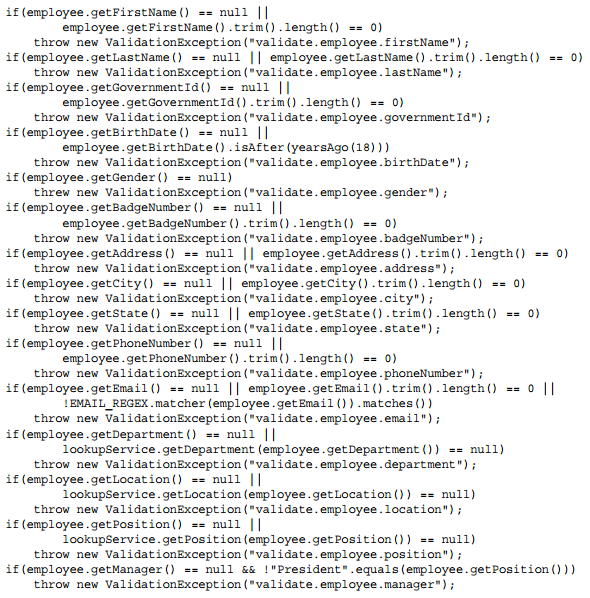 if(employee.getFirstName() == null ||
        employee.getFirstName().trim().length() == 0)
    throw new ValidationException("validate.employee.firstName");
if(employee.getLastName() == null || employee.getLastName().trim().length() == 0)
    throw new ValidationException("validate.employee.lastName");
if(employee.getGovernmentId() == null ||
        employee.getGovernmentId().trim().length() == 0)
    throw new ValidationException("validate.employee.governmentId");
if(employee.getBirthDate() == null ||
        employee.getBirthDate().isAfter(yearsAgo(18)))
    throw new ValidationException("validate.employee.birthDate");
if(employee.getGender() == null)
    threw new ValidationException("validate.employee.gender");
if(employee.getBadgeNumber() == null ||
        employee.getBadgeNumber().trim().length() == 0)
    throw new ValidationException("validate.employee.badgeNumber");
if(employee.getAddress() == null || employee.getAddress().trim().length() == 0)
    throw new ValidationException("validate.employee.address");
if(employee.getCity() == null || employee.getCity().trim().length() == 0)
    throw new ValidationException("validate.employee.city");
if(employee.getState() == null || employee.getState().trim().length() == 0)
    throw new ValidationException("validate.employee.state");
if(employee.getPhoneNumber() == null ||
        employee.getPhoneNumber().trim().length() == 0)
    throw new ValidationException("validate.employee.phoneNumber");
if(employee.getEmail() == null || employee.getEmail().trim().length() == 0 ||
        !EMAIL_REGEX.matcher(employee.getEmail()).matches())
    throw new ValidationException("validate.employee.email");
if(employee.getDepartment() == null ||
        lookupService.getDepartment(employee.getDepartment()) == null)
    throw new ValidationException("validate.employee.department");
if(employee.getLocation() == null ||
        lookupService.getLocation(employee.getLocation()) == null)
    throw new ValidationException("validate.employee.location");
if(employee.getPosition() == null ||
        lookupService.getPosition(employee.getPosition()) == null)
    throw new ValidationException("validate.employee.position");
if(employee.getManager() == null && !"President".equals(employee.getPosition()))
    throw new ValidationException("validate.employee.manager");